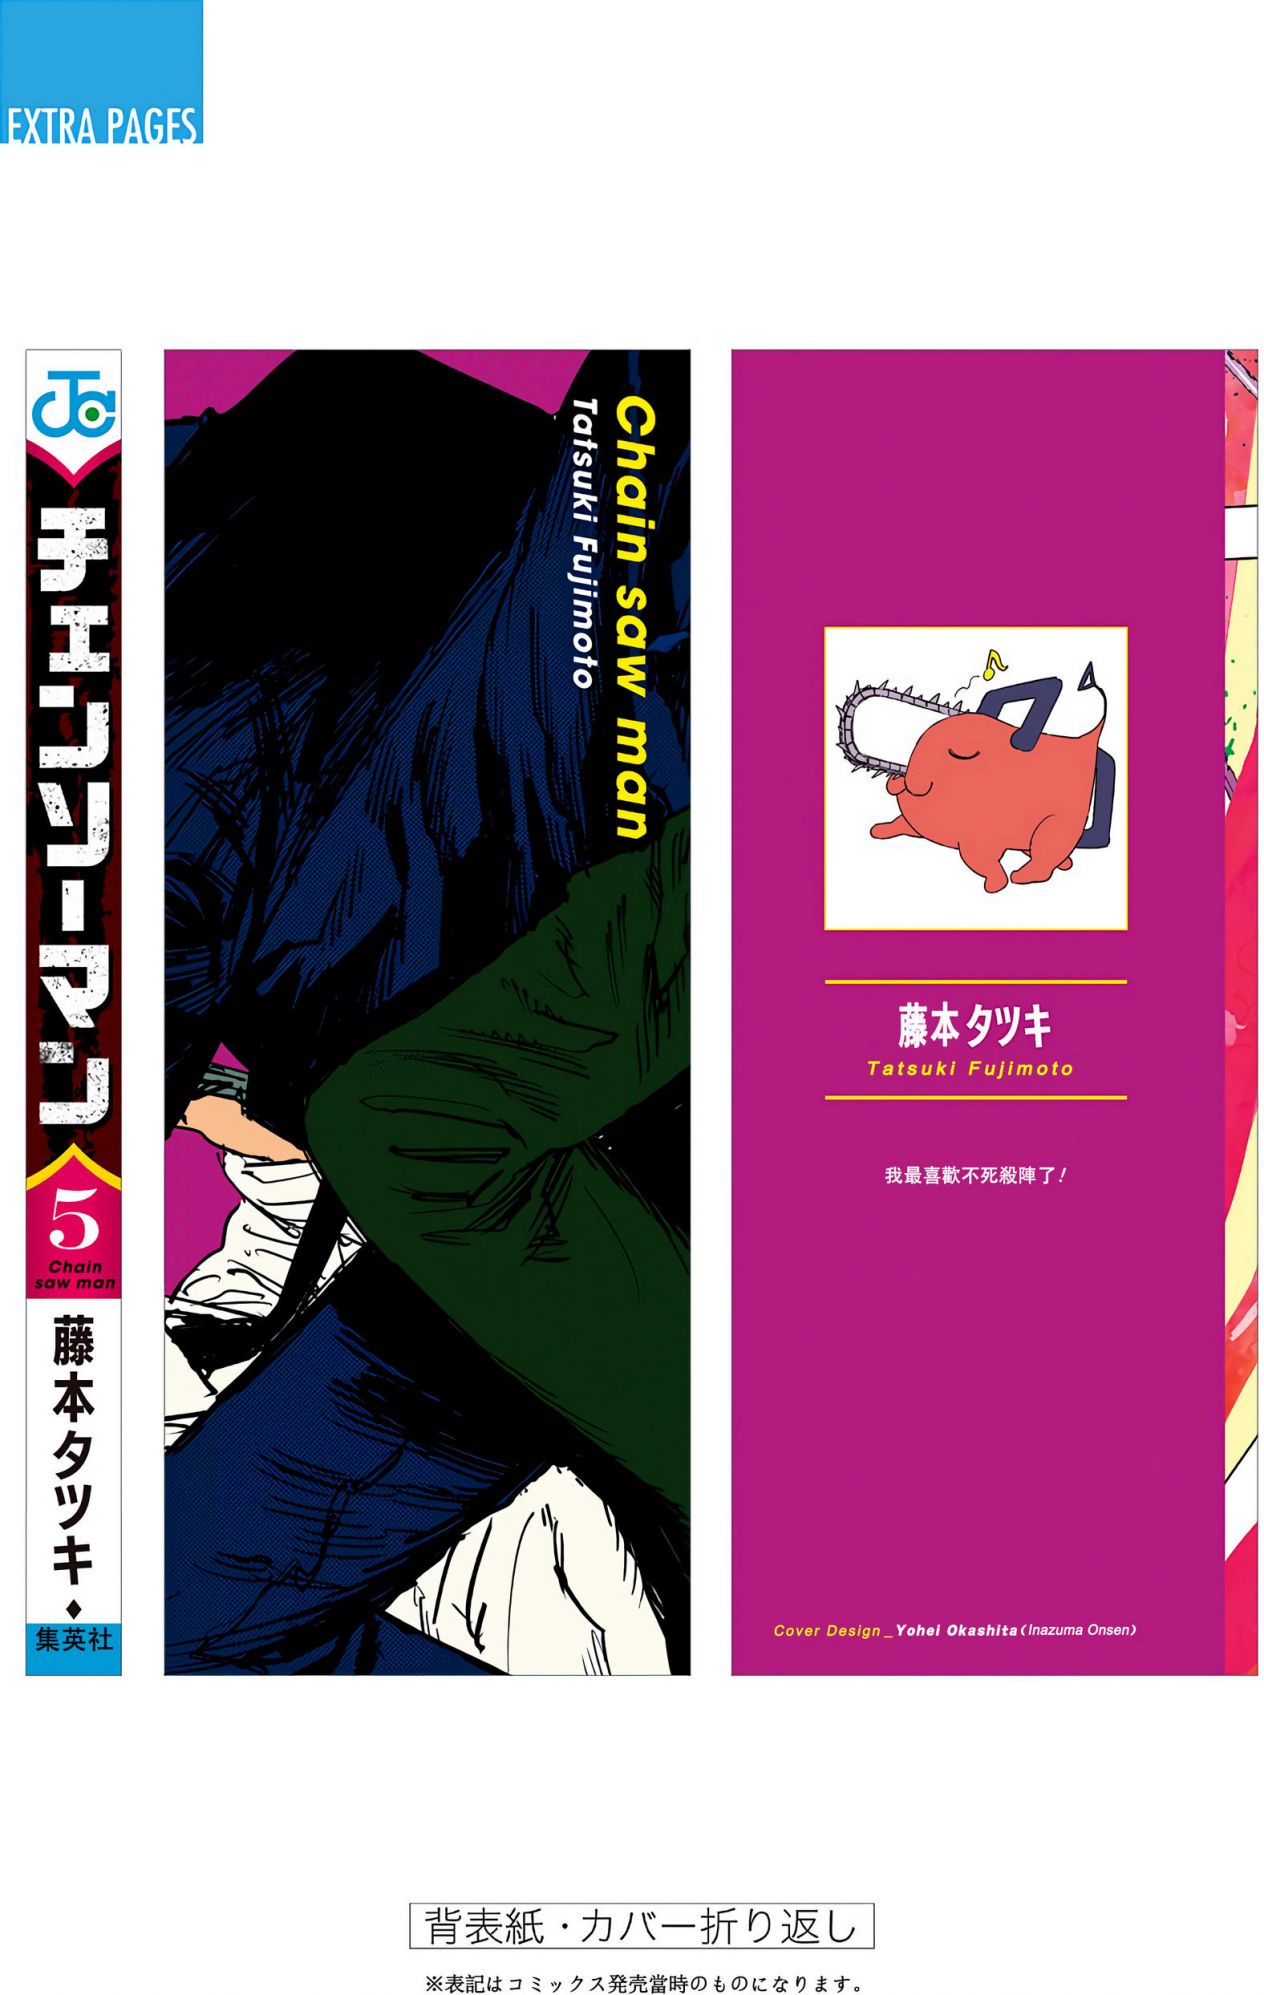 EXTRA PAGES
JC
チェンソーマン
5
Chain
saw man
藤本タツキ◆
集英社
Chain saw man
Tatsuki Fujimoto
藤本タツキ
Tatsuki Fujimoto
我最喜歡不死殺陣了！
Cover Design_Yohei Okashita(Inazuma Onsen)
背表紙・カバー折り返し
※表記はコミックス発売當時のものになります。